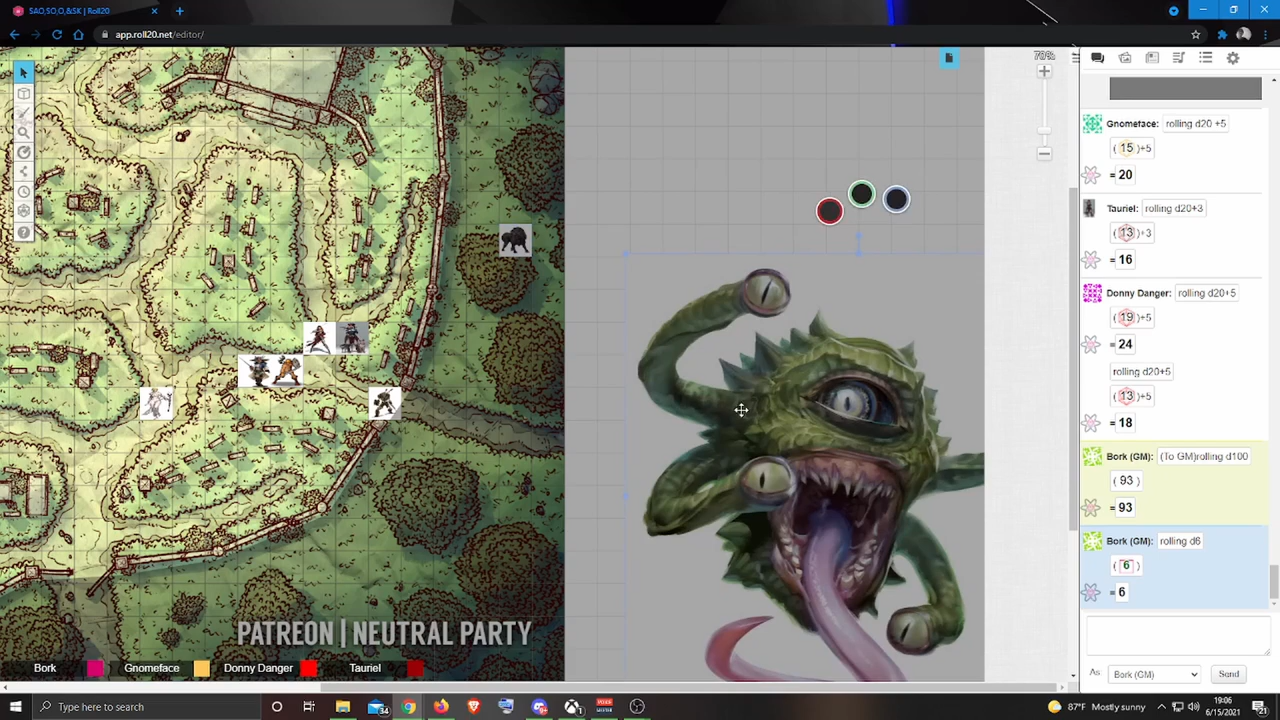 SAO,SO,O,&SK | Roll20
app.roll20.net/editor/
70%
Gnomeface: rolling d20 +5
(15)+5
= 20
Tauriel: rolling d20+3
(13)+3
= 16
Donny Danger: rolling d20+5
(19)+5
= 24
rolling d20+5
(13)+5
= 18
Bork (GM): (To GM)rolling d100
(93)
= 93
Bork (GM): rolling d6
(6)
= 6
PATREON | NEUTRAL PARTY
Bork Gnomeface Donny Danger Tauriel
As: Bork (GM) Send
Type here to search
34
87°F Mostly sunny
19:06
6/15/2021
21